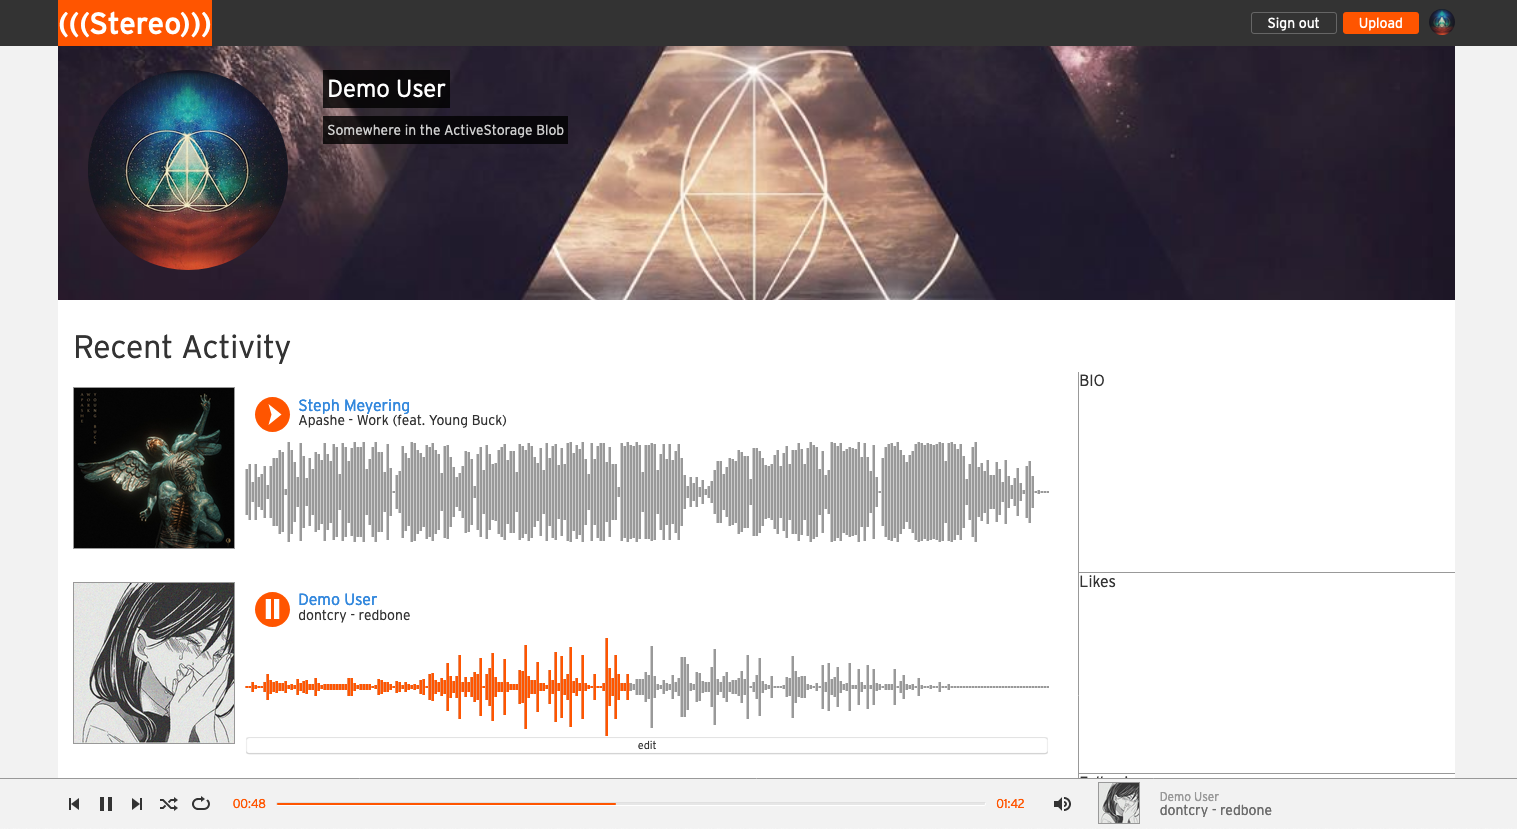 (((Stereo)))
Sign out
Upload
Demo User
Somewhere in the ActiveStorage Blob
Recent Activity
Steph Meyering
Apashe - Work (feat. Young Buck)
BIO
Demo User
dontcry - redbone
Likes
edit
00:48
01:42
Demo User
dontcry - redbone